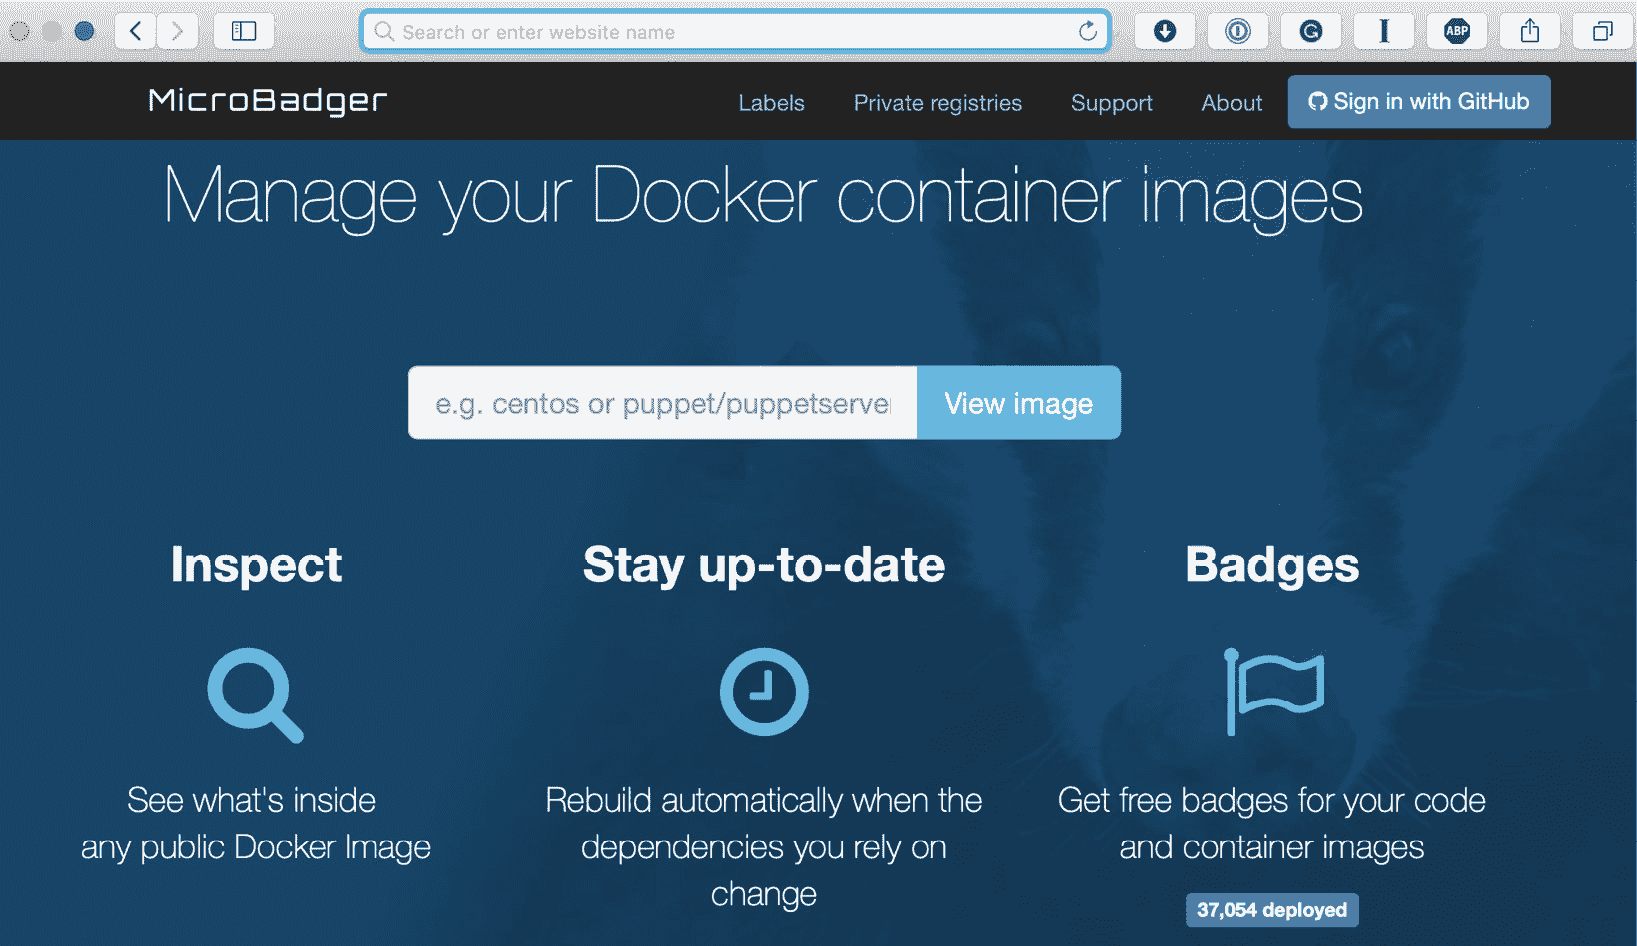 Search or enter website name
ABP
MicroBadger
Labels Private registries Support About Sign in with GitHub
Manage your Docker container images
e.g. centos or puppet/puppetserver View image
Inspect Stay up-to-date Badges
See what's inside Rebuild automatically when the Get free badges for your code
any public Docker Image dependencies you rely on and container images
change
37,054 deployed